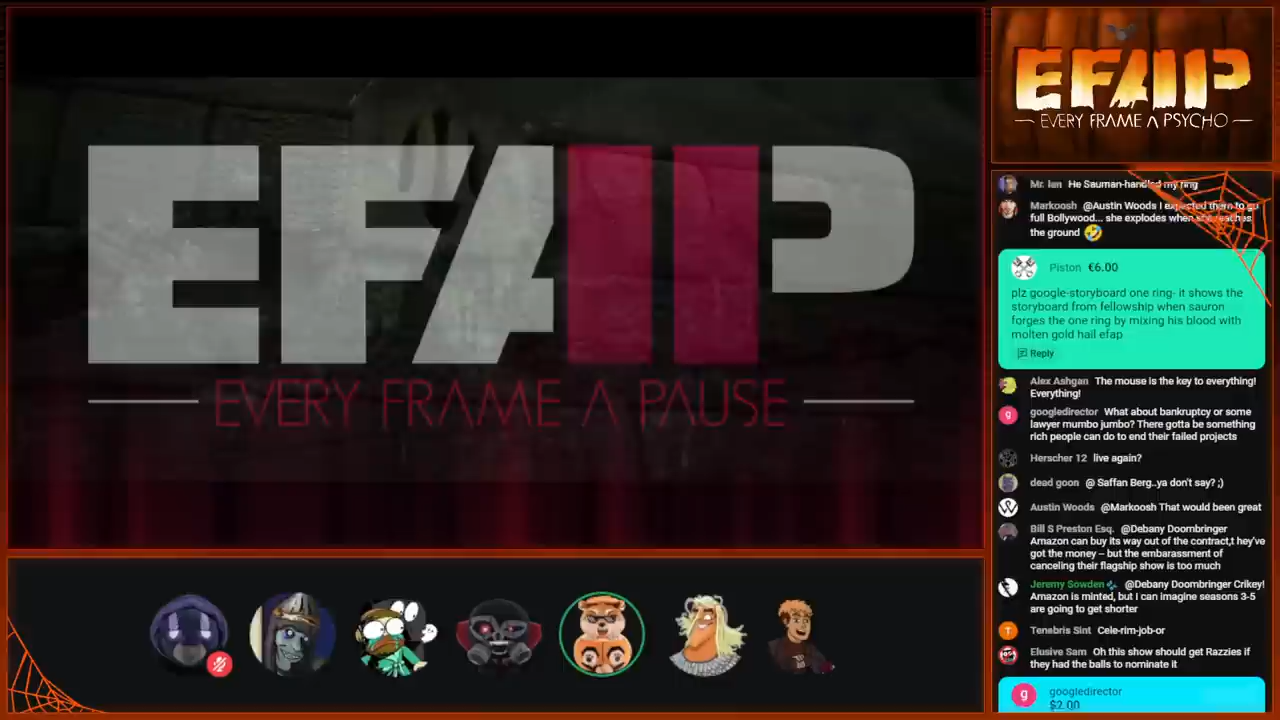 EFAIIP
EVERY FRAME A PAUSE
EFAIIP
EVERY FRAME A PSYCHO
Mr. Ian He Sauman-handled my ring
Markoosh @Austin Woods I expected them to go
full Bollywood... she explodes when she reaches
the ground 🤣
Piston €6.00
plz google-storyboard one ring- it shows the
storyboard from fellowship when sauron
forges the one ring by mixing his blood with
molten gold hail efap
Reply
Alex Ashgan The mouse is the key to everything!
Everything!
g googledirector What about bankruptcy or some
lawyer mumbo jumbo? There gotta be something
rich people can do to end their failed projects
Herscher 12 live again?
dead goon @ Saffan Berg..ya don't say? ;)
Austin Woods @Markoosh That would be great
Bill S Preston Esq. @Debany Doombringer
Amazon can buy its way out of the contract,t hey've
got the money – but the embarassment of
canceling their flagship show is too much
Jeremy Sowden @Debany Doombringer Crikey!
Amazon is minted, but I can imagine seasons 3-5
are going to get shorter
T Tenebris Sint Cele-rim-job-or
Elusive Sam Oh this show should get Razzies if
they had the balls to nominate it
g googledirector
$2.00